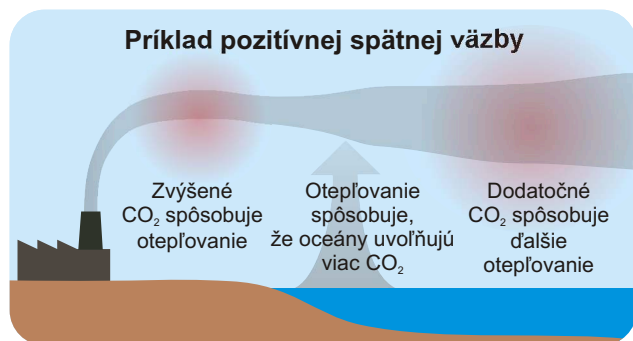 Príklad pozitívnej spätnej väzby
Zvýšené
CO₂ spôsobuje
otepľovanie
Otepľovanie
spôsobuje,
že oceány uvoľňujú
viac CO₂
Dodatočné
CO₂ spôsobuje
ďalšie
otepľovanie